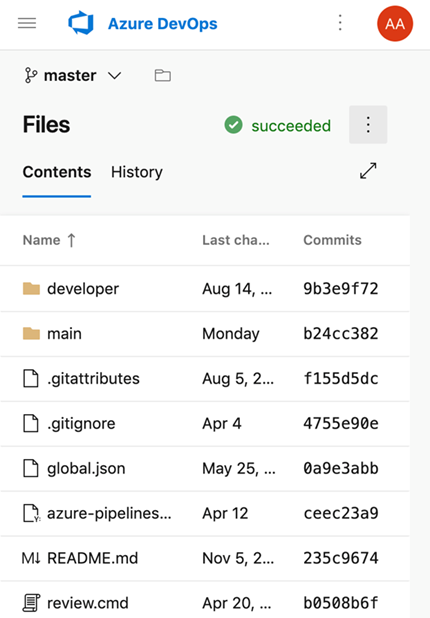 Azure DevOps
AA
master
Files
succeeded
Contents History
Name Last cha... Commits
developer Aug 14, ... 9b3e9f72
main Monday b24cc382
.gitattributes Aug 5, 2... f155d5dc
.gitignore Apr 4 4755e90e
global.json May 25, ... 0a9e3abb
azure-pipelines... Apr 12 ceec23a9
M↓ README.md Nov 5, 2... 235c9674
review.cmd Apr 20, ... b0508b6f